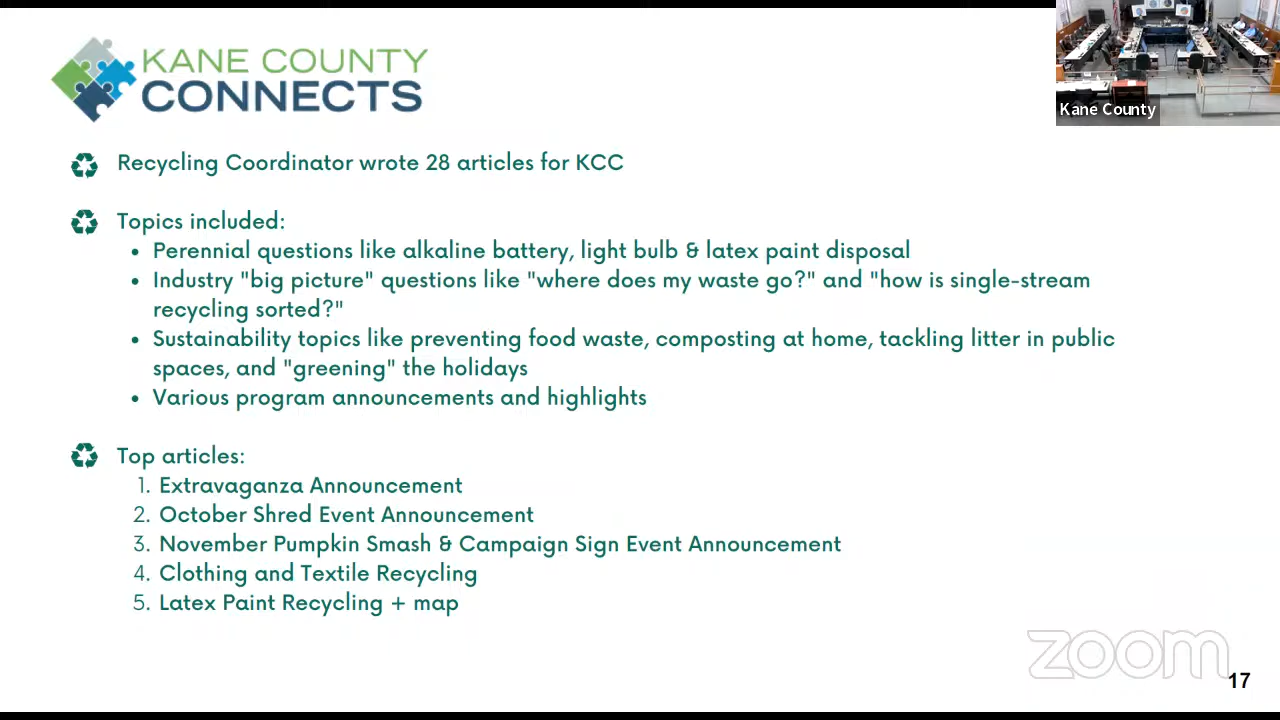 KANE COUNTY
CONNECTS
Kane County
Recycling Coordinator wrote 28 articles for KCC
Topics included:
• Perennial questions like alkaline battery, light bulb & latex paint disposal
• Industry "big picture" questions like "where does my waste go?" and "how is single-stream
recycling sorted?"
• Sustainability topics like preventing food waste, composting at home, tackling litter in public
spaces, and "greening" the holidays
• Various program announcements and highlights
Top articles:
1. Extravaganza Announcement
2. October Shred Event Announcement
3. November Pumpkin Smash & Campaign Sign Event Announcement
4. Clothing and Textile Recycling
5. Latex Paint Recycling + map
zoom
17